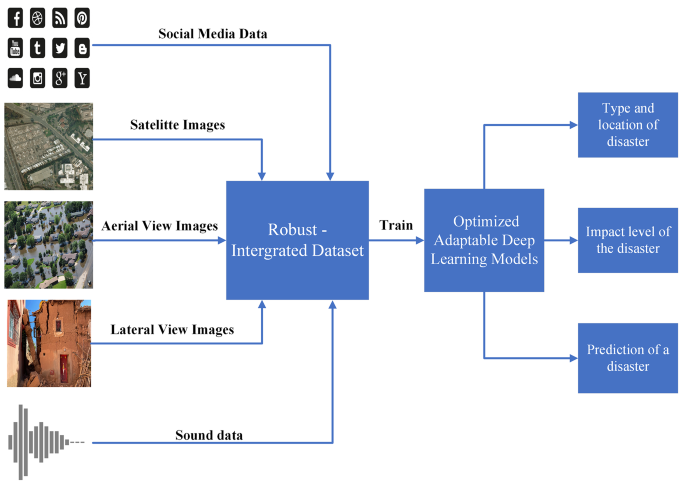 Social Media Data
Satelitte Images
Aerial View Images
Lateral View Images
Sound data
Robust -
Intergrated Dataset
Train
Optimized
Adaptable Deep
Learning Models
Type and
location of
disaster
Impact level of
the disaster
Prediction of a
disaster